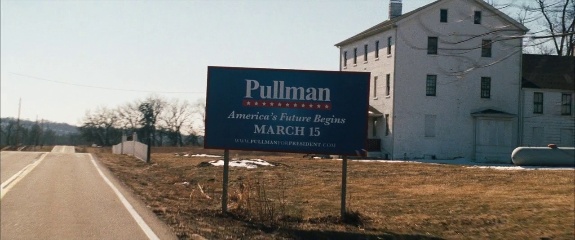 Pullman
America's Future Begins
MARCH 15
WWW.PULLMANFORPRESIDENT.COM